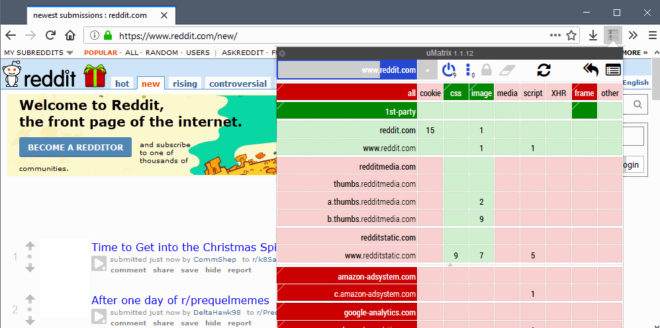 newest submissions : reddit.com
https://www.reddit.com/new/
MY SUBREDDITS POPULAR - ALL - RANDOM - USERS | ASKREDDIT - F
MORE »
reddit hot new rising controversial
English
Welcome to Reddit,
the front page of the internet.
BECOME A REDDITOR and subscribe
to one of
thousands of
communities.
login
1
Time to Get into the Christmas Spi
submitted just now by CommShep to r/k8Sa
comment share save hide report
2
After one day of r/prequelmemes
submitted just now by DeltaHawk98 to r/Pre
comment share save hide report
uMatrix 1.1.12
www.reddit.com 9 0
all cookie css image media script XHR frame other
1st-party
reddit.com 15 1
www.reddit.com 1 1
redditmedia.com
thumbs.redditmedia.com
a.thumbs.redditmedia.com 2
b.thumbs.redditmedia.com 9
redditstatic.com
www.redditstatic.com 9 7 5
amazon-adsystem.com
c.amazon-adsystem.com 1
google-analytics.com